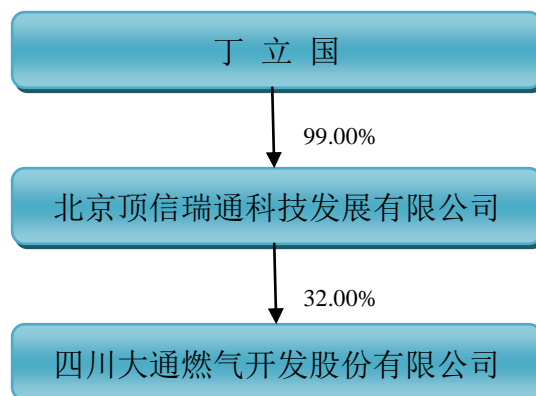 丁 立 国
99.00%
北京顶信瑞通科技发展有限公司
32.00%
四川大通燃气开发股份有限公司